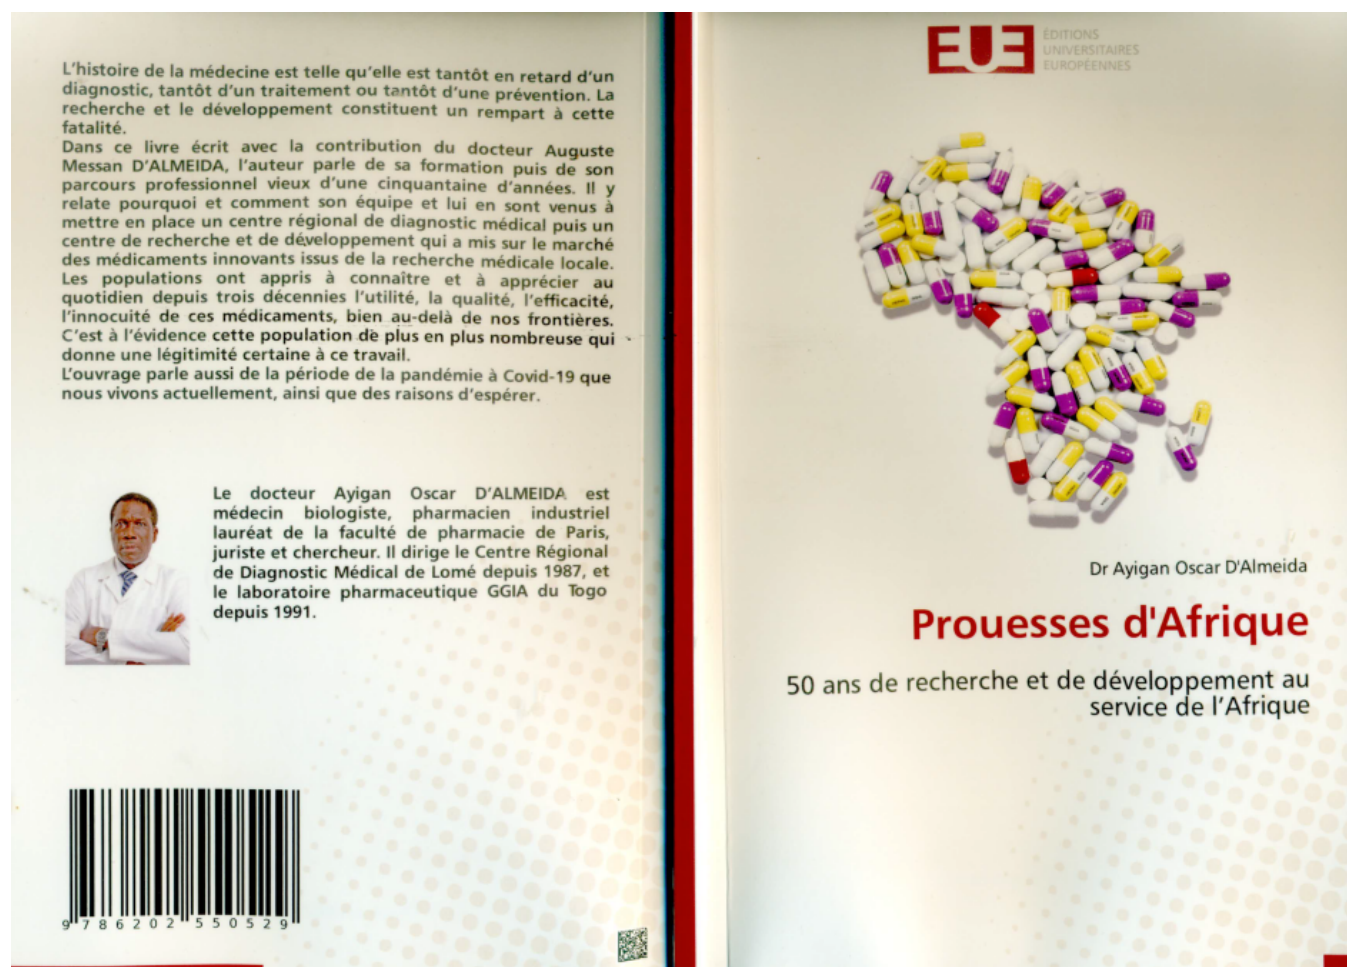 L'histoire de la médecine est telle qu'elle est tantôt en retard d'un
diagnostic, tantôt d'un traitement ou tantôt d'une prévention. La
recherche et le développement constituent un rempart à cette
fatalité.
Dans ce livre écrit avec la contribution du docteur Auguste
Messan D'ALMEIDA, l'auteur parle de sa formation puis de son
parcours professionnel vieux d'une cinquantaine d'années. Il y
relate pourquoi et comment son équipe et lui en sont venus à
mettre en place un centre régional de diagnostic médical puis un
centre de recherche et de développement qui a mis sur le marché
des médicaments innovants issus de la recherche médicale locale.
Les populations ont appris à connaître et à apprécier au
quotidien depuis trois décennies l'utilité, la qualité, l'efficacité,
l'innocuité de ces médicaments, bien au-delà de nos frontières.
C'est à l'évidence cette population de plus en plus nombreuse qui
donne une légitimité certaine à ce travail.
L'ouvrage parle aussi de la période de la pandémie à Covid-19 que
nous vivons actuellement, ainsi que des raisons d'espérer.
Le docteur Ayigan Oscar D'ALMEIDA est
médecin biologiste, pharmacien industriel
lauréat de la faculté de pharmacie de Paris,
juriste et chercheur. Il dirige le Centre Régional
de Diagnostic Médical de Lomé depuis 1987, et
le laboratoire pharmaceutique GGIA du Togo
depuis 1991.
9 786202 550529
EUE
ÉDITIONS
UNIVERSITAIRES
EUROPÉENNES
Dr Ayigan Oscar D'Almeida
Prouesses d'Afrique
50 ans de recherche et de développement au
service de l'Afrique